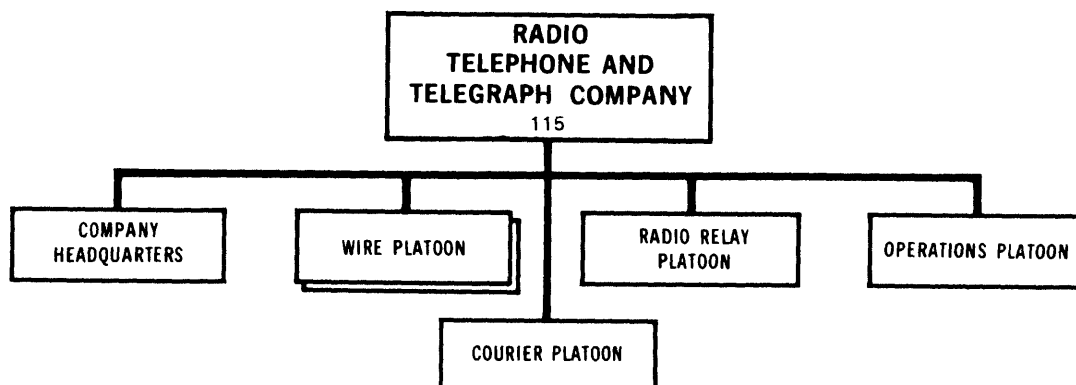 RADIO
TELEPHONE AND
TELEGRAPH COMPANY
115
COMPANY
HEADQUARTERS
WIRE PLATOON
RADIO RELAY
PLATOON
OPERATIONS PLATOON
COURIER PLATOON